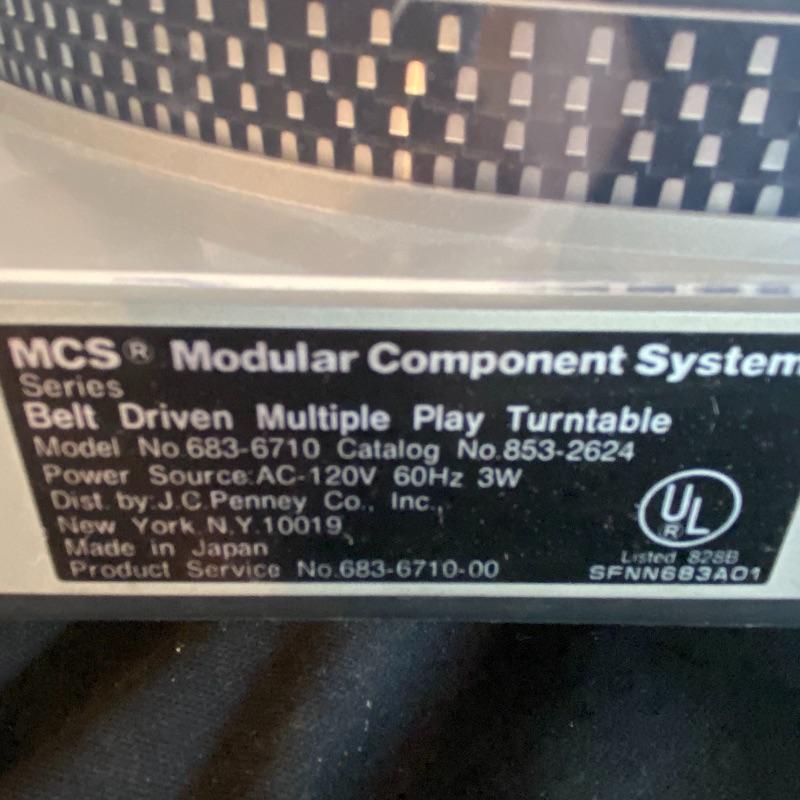 MCS® Modular Component System
Series
Belt Driven Multiple Play Turntable
Model No.683-6710 Catalog No.853-2624
Power Source:AC-120V 60Hz 3W
Dist. by:J.C.Penney Co., Inc.,
New York,N.Y.10019
Made in Japan
Product Service No.683-6710-00
UL®
Listed 828B
SFNN683A01